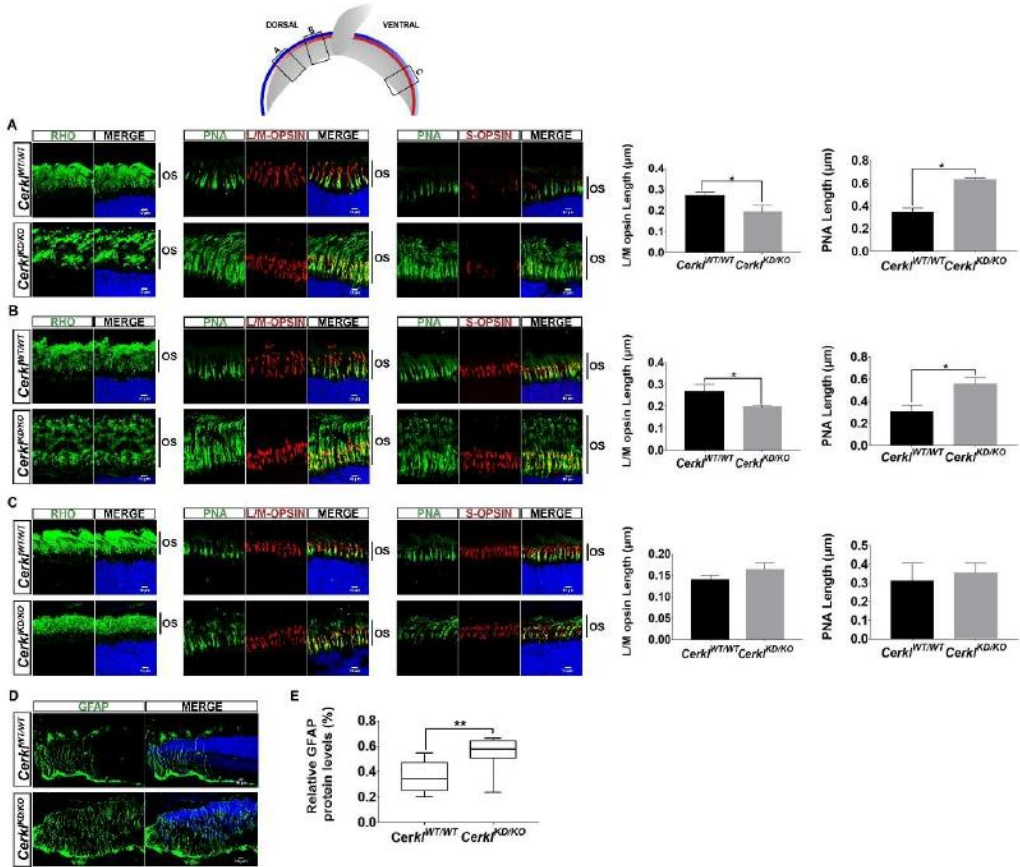 DORSAL VENTRAL
A B C
A
RHO MERGE PNA L/M-OPSIN MERGE PNA S-OPSIN MERGE
Cerkl^WT/WT OS OS OS
Cerkl^KD/KO OS OS OS
L/M opsin Length (µm)
0.4
0.3
0.2
0.1
0.0
*
Cerkl^WT/WT Cerkl^KD/KO
PNA Length (µm)
0.8
0.6
0.4
0.2
0.0
*
Cerkl^WT/WT Cerkl^KD/KO
B
RHO MERGE PNA L/M-OPSIN MERGE PNA S-OPSIN MERGE
Cerkl^WT/WT OS OS OS
Cerkl^KD/KO OS OS OS
L/M opsin Length (µm)
0.4
0.3
0.2
0.1
0.0
*
Cerkl^WT/WT Cerkl^KD/KO
PNA Length (µm)
0.8
0.6
0.4
0.2
0.0
*
Cerkl^WT/WT Cerkl^KD/KO
C
RHO MERGE PNA L/M-OPSIN MERGE PNA S-OPSIN MERGE
Cerkl^WT/WT OS OS OS
Cerkl^KD/KO OS OS OS
L/M opsin Length (µm)
0.20
0.15
0.10
0.05
0.00
Cerkl^WT/WT Cerkl^KD/KO
PNA Length (µm)
0.5
0.4
0.3
0.2
0.1
0.0
Cerkl^WT/WT Cerkl^KD/KO
D
GFAP MERGE
Cerkl^WT/WT
Cerkl^KD/KO
E
Relative GFAP
protein levels (%)
0.8
0.6
0.4
0.2
0.0
**
Cerkl^WT/WT Cerkl^KD/KO